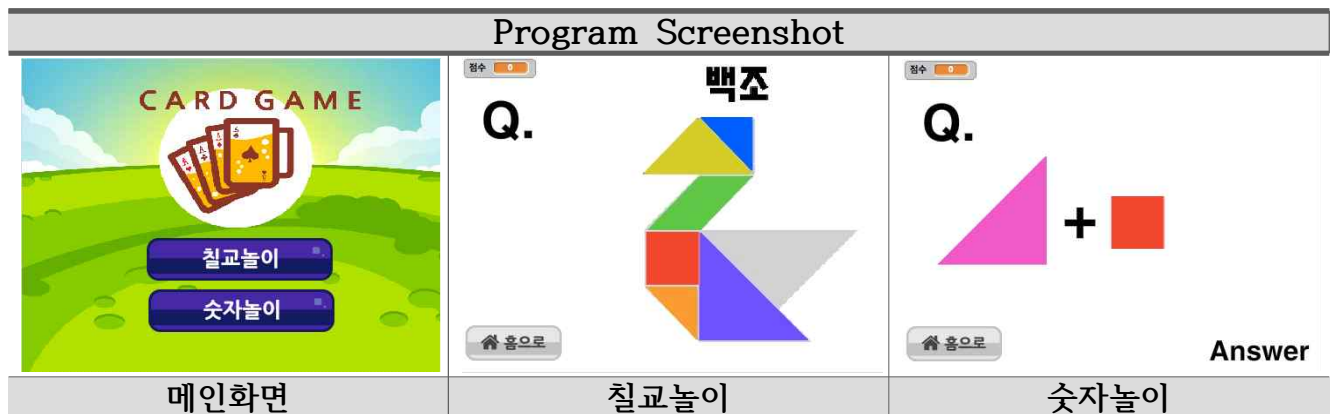 Program Screenshot
CARD GAME
칠교놀이
숫자놀이
점수 0
백조
Q.
홈으로
점수 0
Q.
+
홈으로
Answer
메인화면
칠교놀이
숫자놀이